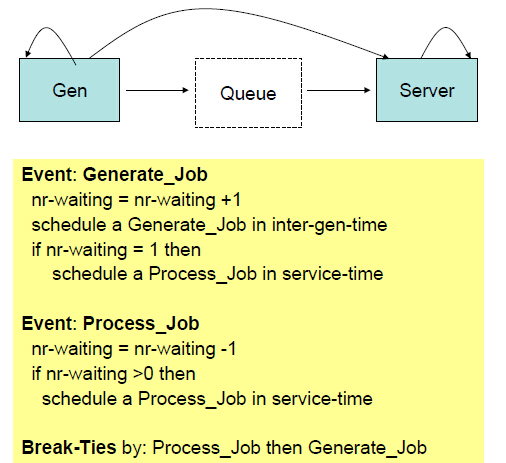 Gen
Queue
Server
Event: Generate_Job
nr-waiting = nr-waiting +1
schedule a Generate_Job in inter-gen-time
if nr-waiting = 1 then
schedule a Process_Job in service-time
Event: Process_Job
nr-waiting = nr-waiting -1
if nr-waiting >0 then
schedule a Process_Job in service-time
Break-Ties by: Process_Job then Generate_Job